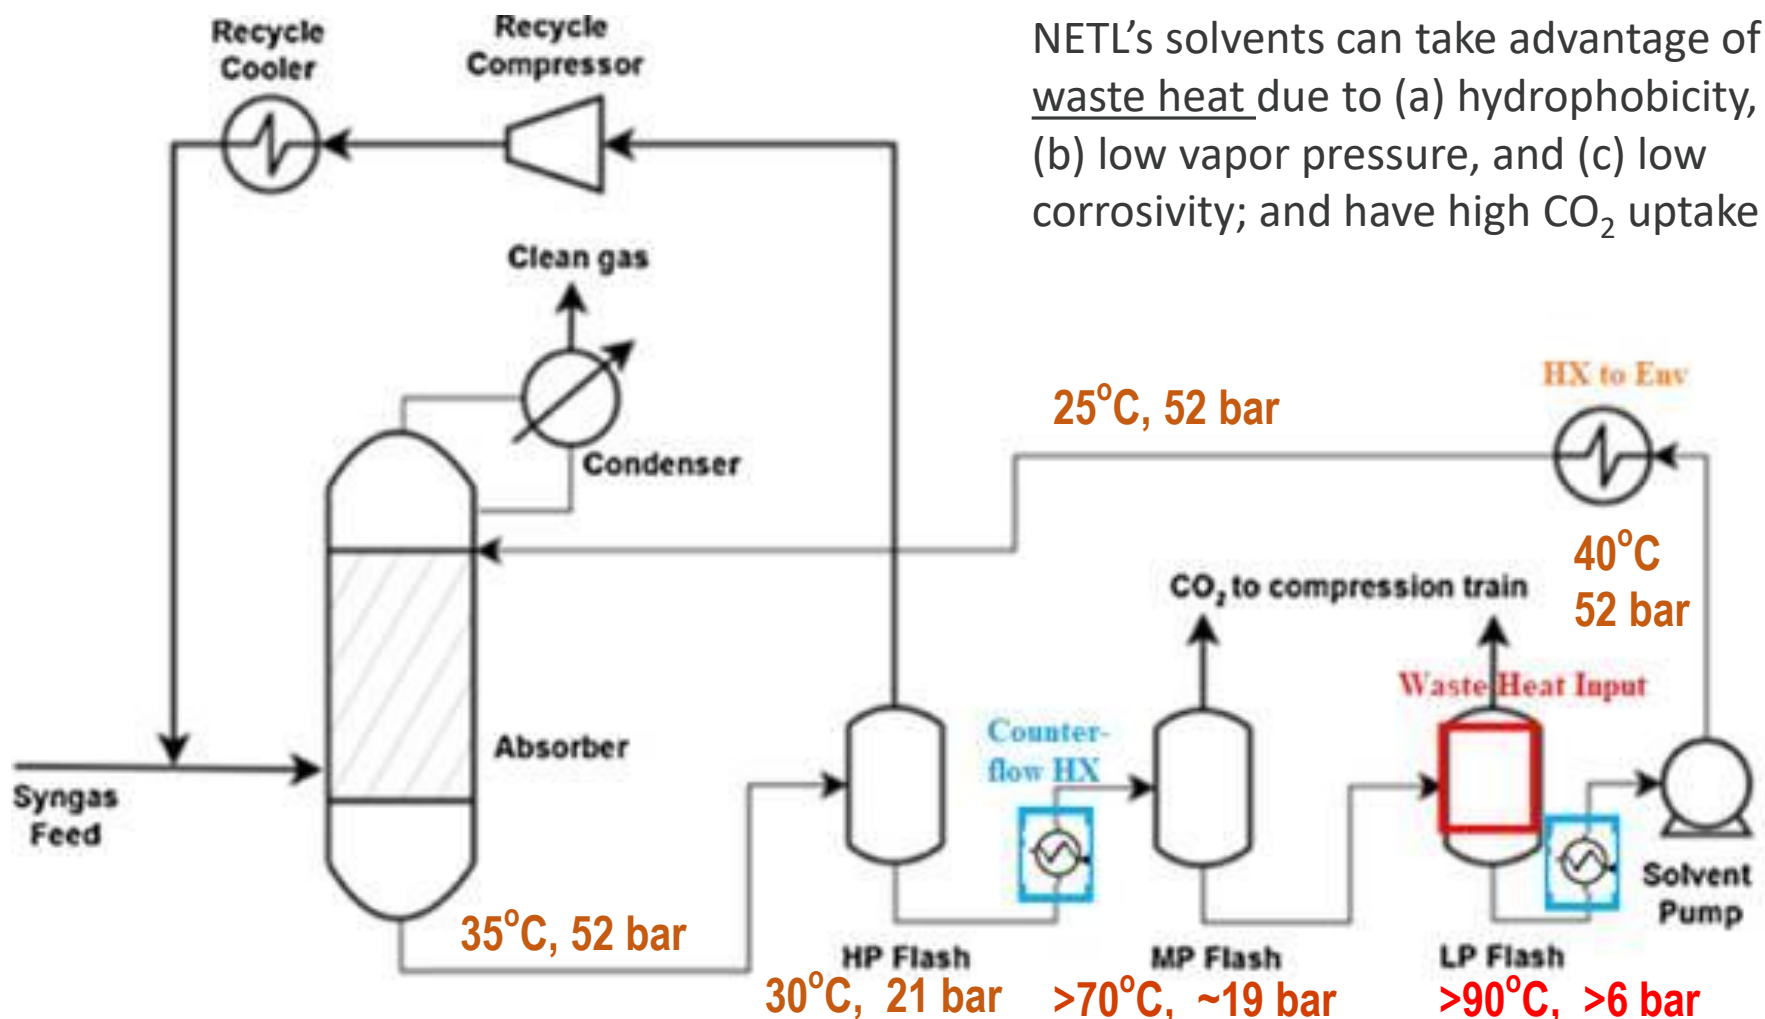 Recycle
Cooler
Recycle
Compressor
NETL’s solvents can take advantage of
waste heat due to (a) hydrophobicity,
(b) low vapor pressure, and (c) low
corrosivity; and have high CO₂ uptake
Clean gas
Condenser
25°C, 52 bar
HX to Env
40°C
52 bar
CO₂ to compression train
Waste Heat Input
Counter-
flow HX
Absorber
Syngas
Feed
Solvent
Pump
35°C, 52 bar
HP Flash
MP Flash
LP Flash
30°C, 21 bar
>70°C, ~19 bar
>90°C, >6 bar